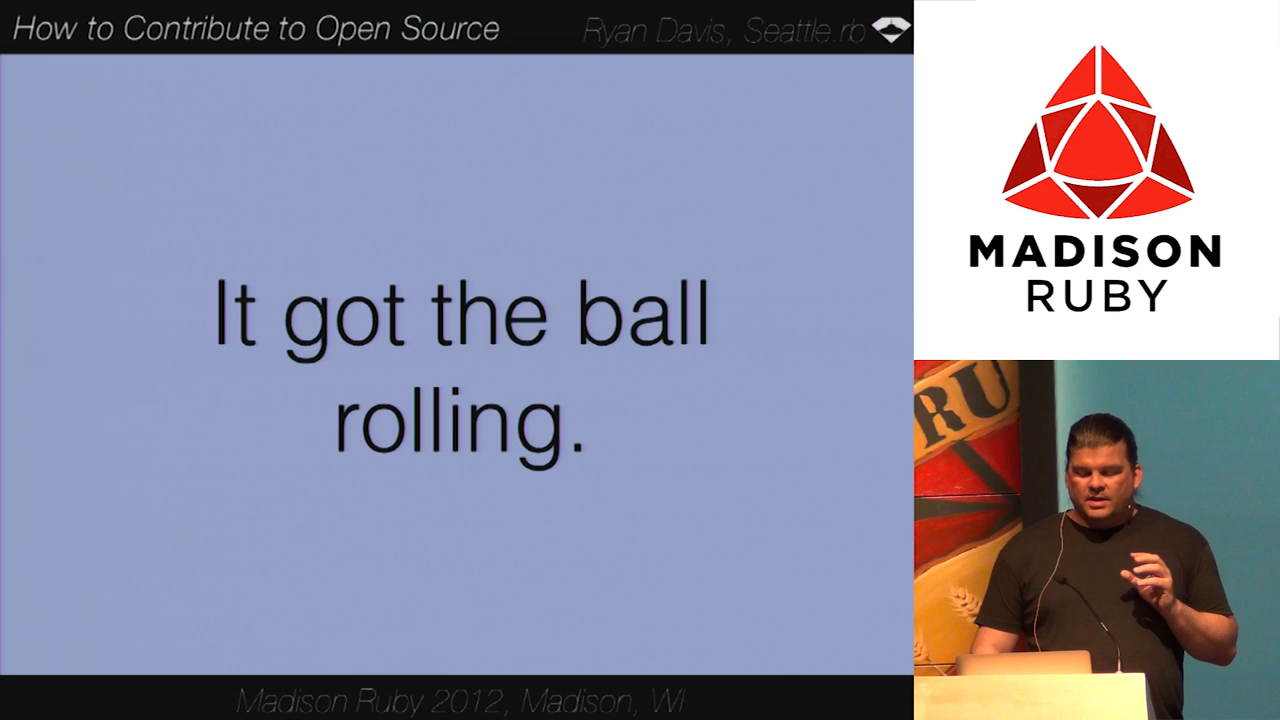 How to Contribute to Open Source
Ryan Davis, Seattle.rb
It got the ball
rolling.
Madison Ruby 2012, Madison, WI
MADISON
RUBY
RU